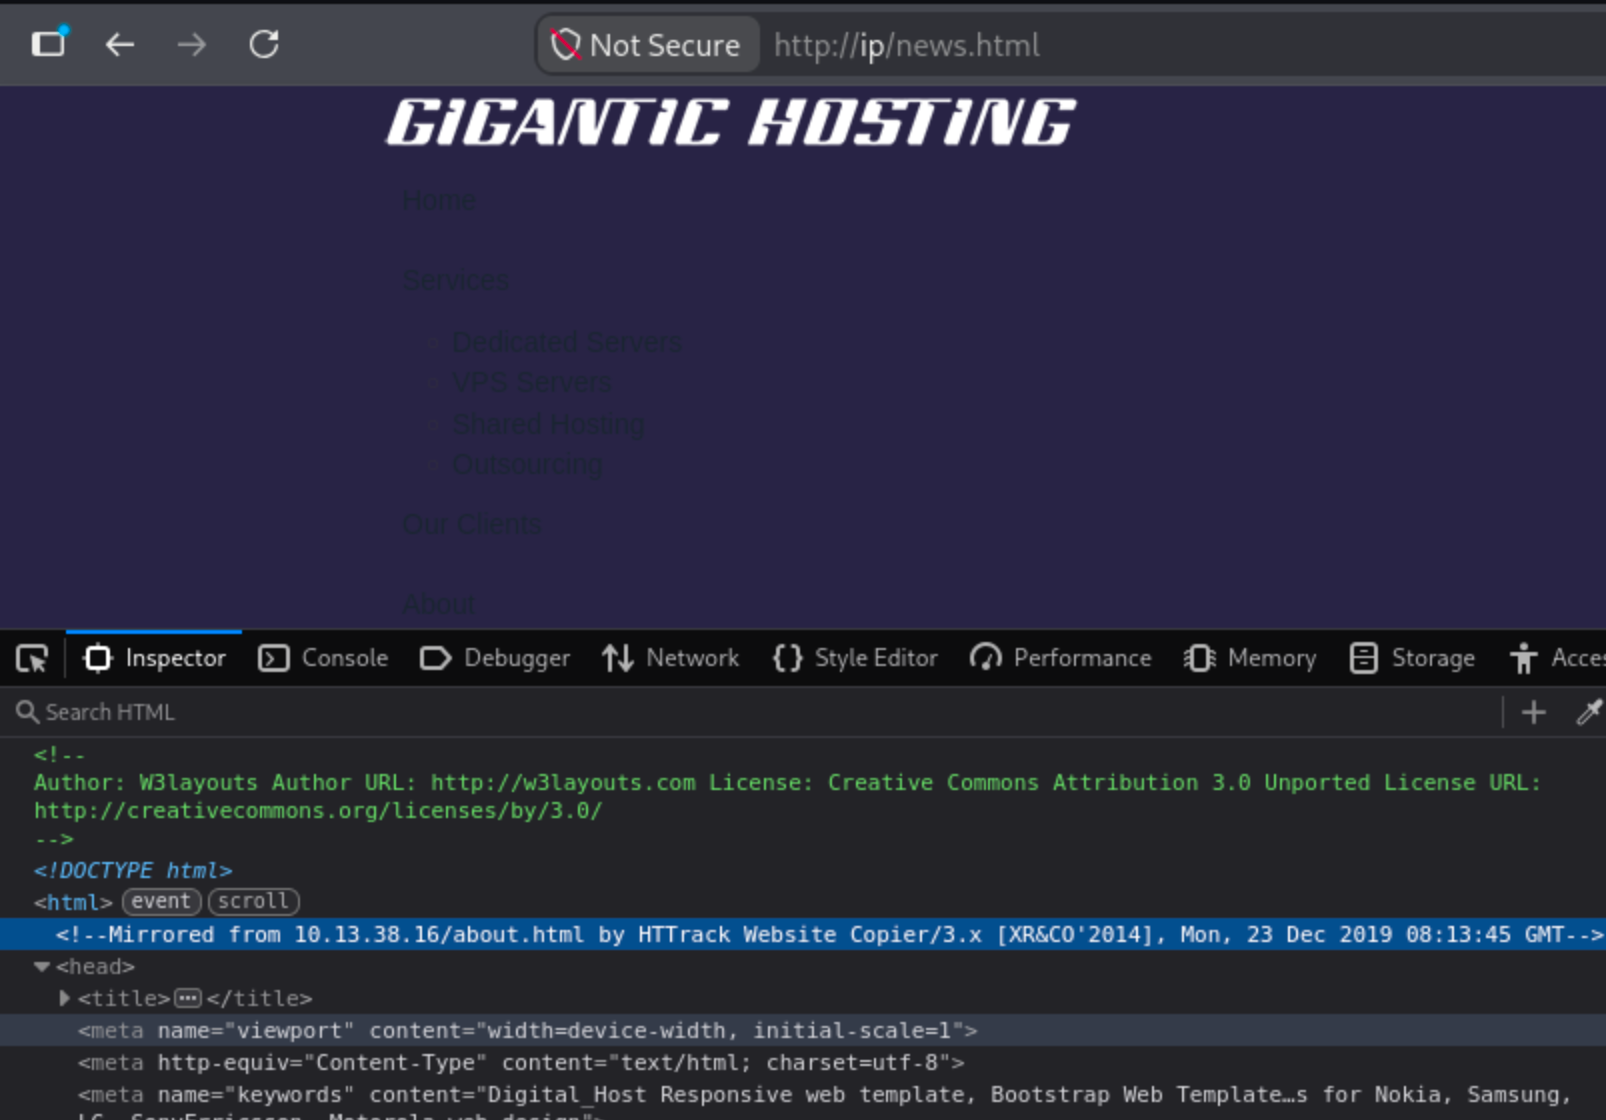 Not Secure http://ip/news.html
GIGANTIC HOSTING
Home
Services
Dedicated Servers
VPS Servers
Shared Hosting
Outsourcing
Our Clients
About
Inspector Console Debugger Network Style Editor Performance Memory Storage Acces
Search HTML
<!--
Author: W3layouts Author URL: http://w3layouts.com License: Creative Commons Attribution 3.0 Unported License URL:
http://creativecommons.org/licenses/by/3.0/
-->
<!DOCTYPE html>
<html> event scroll
<!--Mirrored from 10.13.38.16/about.html by HTTrack Website Copier/3.x [XR&CO'2014], Mon, 23 Dec 2019 08:13:45 GMT-->
<head>
<title>…</title>
<meta name="viewport" content="width=device-width, initial-scale=1">
<meta http-equiv="Content-Type" content="text/html; charset=utf-8">
<meta name="keywords" content="Digital_Host Responsive web template, Bootstrap Web Template…s for Nokia, Samsung,
LG, SonyErricsson, Motorola web design">